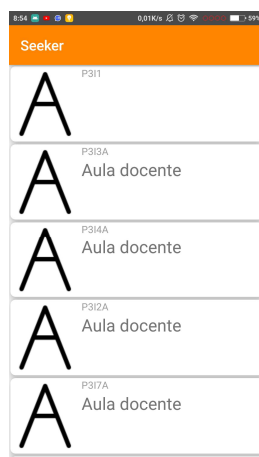 8:54 0,01K/s 59%
Seeker
A P3I1
A P3I3A
Aula docente
A P3I4A
Aula docente
A P3I2A
Aula docente
A P3I7A
Aula docente